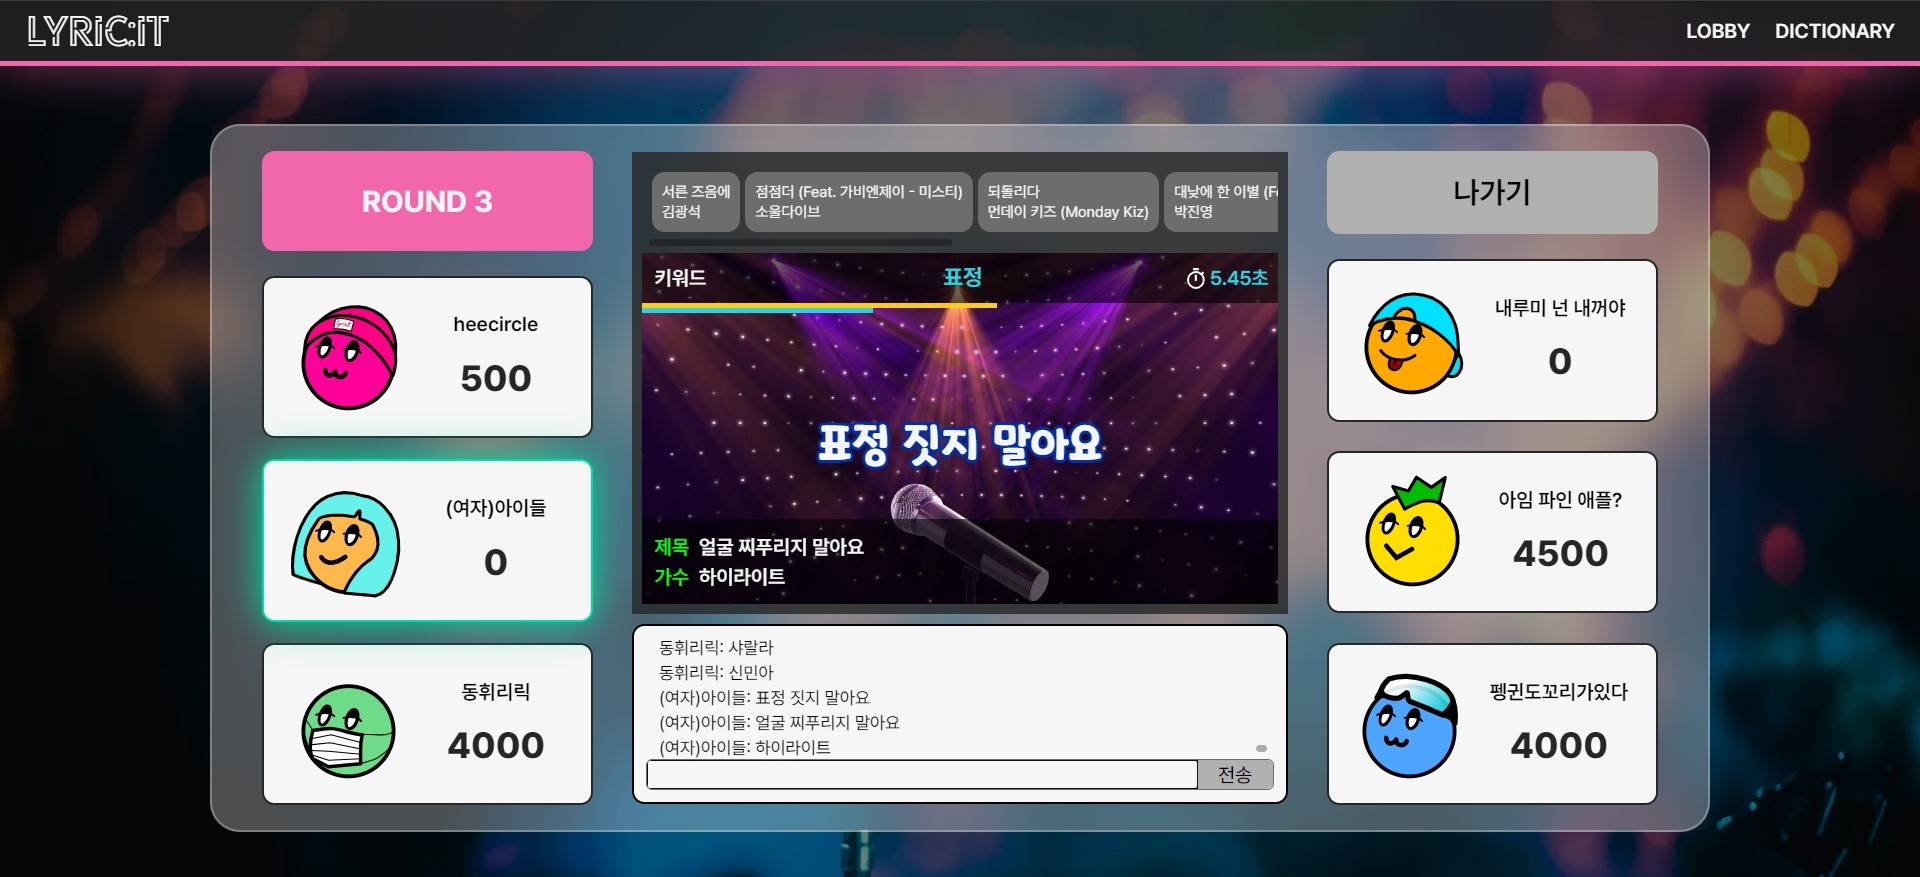 LYRiC:iT
LOBBY DICTIONARY
ROUND 3
heecircle
500
(여자)아이들
0
동휘리릭
4000
서른 즈음에
김광석
점점더 (Feat. 가비엔제이 - 미스티)
소울다이브
되돌리다
먼데이 키즈 (Monday Kiz)
대낮에 한 이별 (Fe
박진영
키워드 표정 5.45초
표정 짓지 말아요
제목 얼굴 찌푸리지 말아요
가수 하이라이트
동휘리릭: 샤랄라
동휘리릭: 신민아
(여자)아이들: 표정 짓지 말아요
(여자)아이들: 얼굴 찌푸리지 말아요
(여자)아이들: 하이라이트
전송
나가기
내루미 넌 내꺼야
0
아임 파인 애플?
4500
펭귄도꼬리가있다
4000